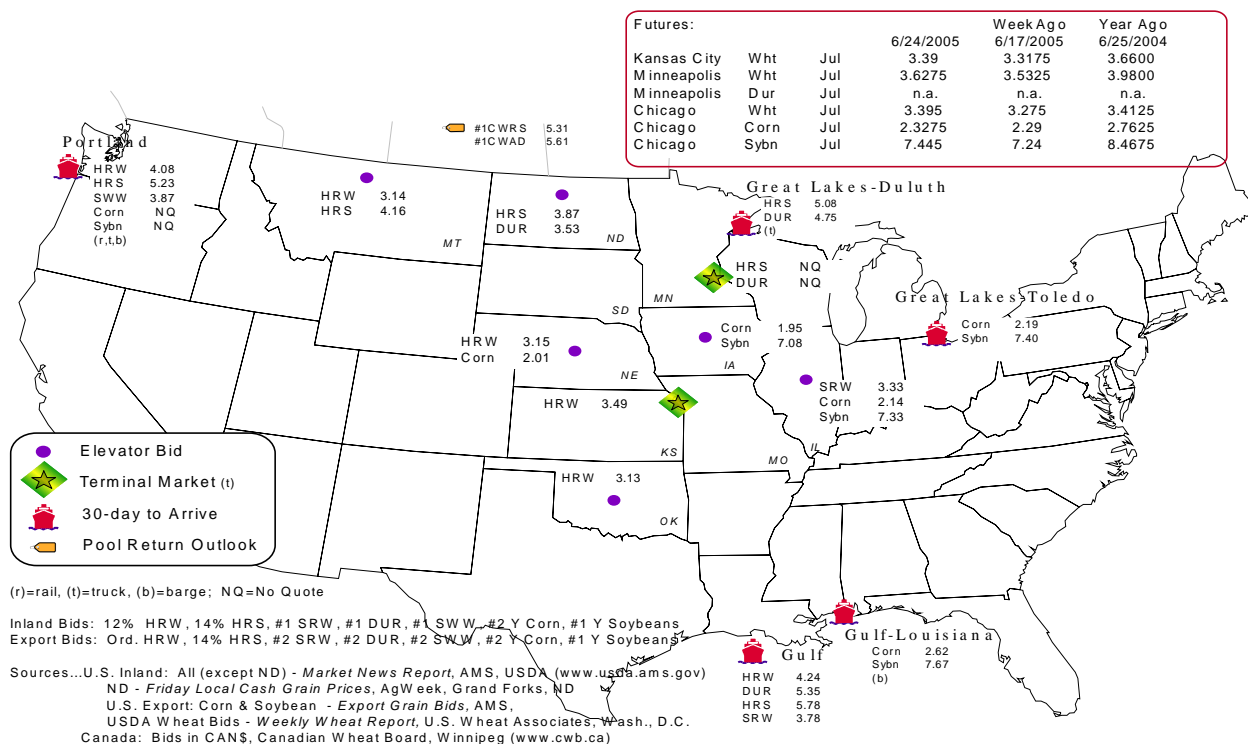 Futures: Week Ago Year Ago
6/24/2005 6/17/2005 6/25/2004
Kansas City Wht Jul 3.39 3.3175 3.6600
Minneapolis Wht Jul 3.6275 3.5325 3.9800
Minneapolis Dur Jul n.a. n.a. n.a.
Chicago Wht Jul 3.395 3.275 3.4125
Chicago Corn Jul 2.3275 2.29 2.7625
Chicago Sybn Jul 7.445 7.24 8.4675
#1CWRS 5.31
#1CWAD 5.61
Portland
HRW 4.08
HRS 5.23
SWW 3.87
Corn NQ
Sybn NQ
(r,t,b)
HRW 3.14
HRS 4.16
MT
HRS 3.87
DUR 3.53
ND
Great Lakes-Duluth
HRS 5.08
DUR 4.75
(t)
HRS NQ
DUR NQ
MN
SD
Great Lakes-Toledo
Corn 2.19
Sybn 7.40
HRW 3.15
Corn 2.01
NE
Corn 1.95
Sybn 7.08
IA
SRW 3.33
Corn 2.14
Sybn 7.33
IL
HRW 3.49
KS
MO
HRW 3.13
OK
Elevator Bid
Terminal Market (t)
30-day to Arrive
Pool Return Outlook
Gulf-Louisiana
Corn 2.62
Sybn 7.67
(b)
Gulf
HRW 4.24
DUR 5.35
HRS 5.78
SRW 3.78
(r)=rail, (t)=truck, (b)=barge; NQ=No Quote
Inland Bids: 12% HRW, 14% HRS, #1 SRW, #1 DUR, #1 SWW, #2 Y Corn, #1 Y Soybeans
Export Bids: Ord. HRW, 14% HRS, #2 SRW, #2 DUR, #2 SWW, #2 Y Corn, #1 Y Soybeans
Sources...U.S. Inland: All (except ND) - Market News Report, AMS, USDA (www.usda.ams.gov)
ND - Friday Local Cash Grain Prices, AgWeek, Grand Forks, ND
U.S. Export: Corn & Soybean - Export Grain Bids, AMS,
USDA Wheat Bids - Weekly Wheat Report, U.S. Wheat Associates, Wash., D.C.
Canada: Bids in CAN$, Canadian Wheat Board, Winnipeg (www.cwb.ca)